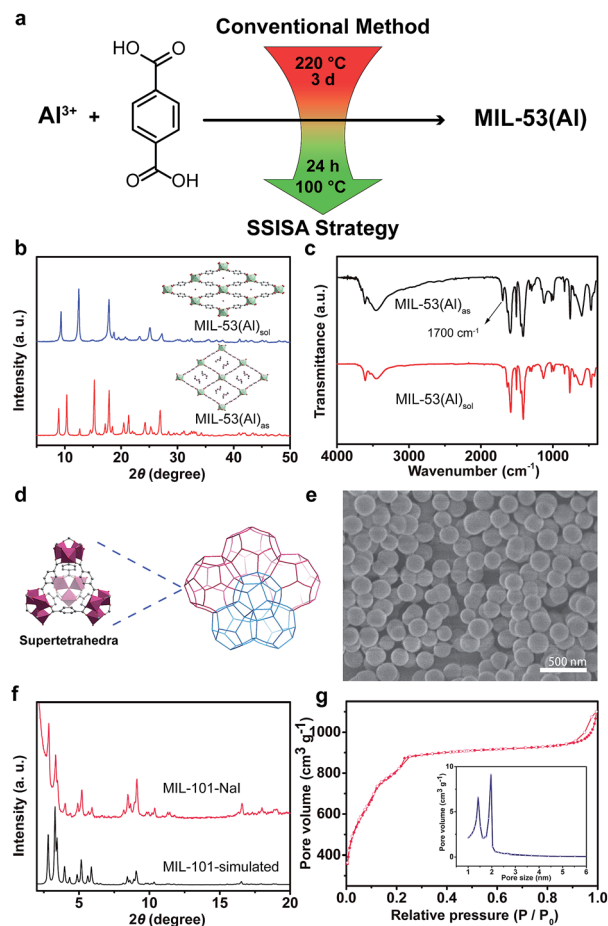 a
Conventional Method
220 °C
3 d
Al³⁺ +
HO
O
O
OH
MIL-53(Al)
24 h
100 °C
SSISA Strategy
b
Intensity (a. u.)
MIL-53(Al)sol
MIL-53(Al)as
5 10 15 20 25 30 35 40 45 50
2θ (degree)
c
Transmittance (a.u.)
MIL-53(Al)as
1700 cm⁻¹
MIL-53(Al)sol
4000 3000 2000 1000
Wavenumber (cm⁻¹)
d
Supertetrahedra
e
500 nm
f
Intensity (a. u.)
MIL-101-NaI
MIL-101-simulated
5 10 15 20
2θ (degree)
g
Pore volume (cm³ g⁻¹)
1000
800
600
400
Pore volume (cm³ g⁻¹)
10
5
0
1 2 3 4 5 6
Pore size (nm)
0.0 0.2 0.4 0.6 0.8 1.0
Relative pressure (P / P₀)